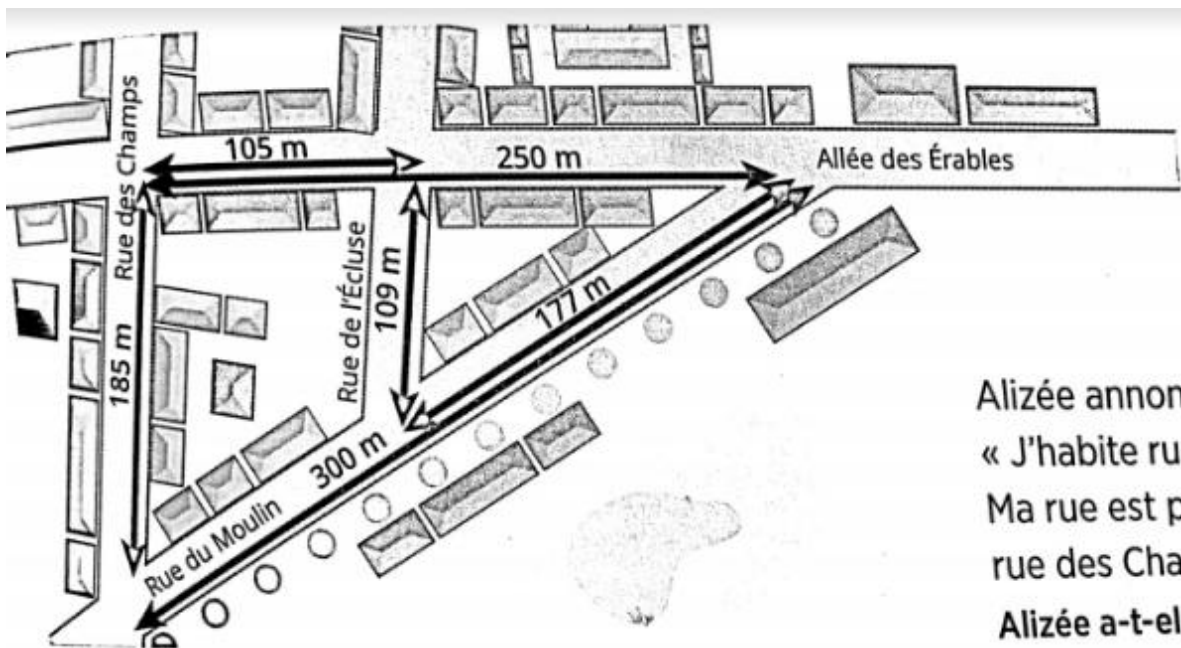 105 m
250 m
Allée des Érables
Rue des Champs
185 m
Rue de l'Écluse
109 m
177 m
300 m
Rue du Moulin
Alizée annon
« J'habite ru
Ma rue est p
rue des Cha
Alizée a-t-el